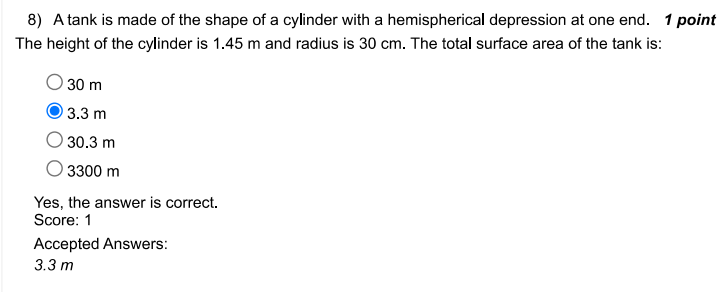 8) A tank is made of the shape of a cylinder with a hemispherical depression at one end. 1 point
The height of the cylinder is 1.45 m and radius is 30 cm. The total surface area of the tank is:
30 m
3.3 m
30.3 m
3300 m
Yes, the answer is correct.
Score: 1
Accepted Answers:
3.3 m